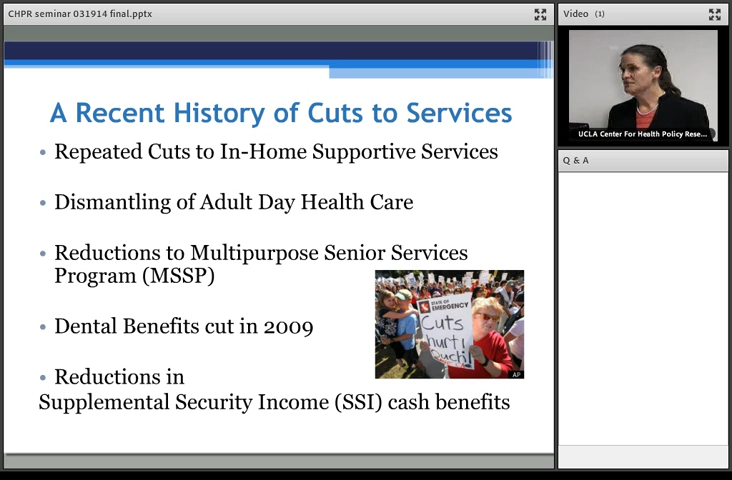 CHPR seminar 031914 final.pptx
Video (1)
UCLA Center For Health Policy Rese...
Q & A
A Recent History of Cuts to Services
• Repeated Cuts to In-Home Supportive Services
• Dismantling of Adult Day Health Care
• Reductions to Multipurpose Senior Services
Program (MSSP)
STATE OF
EMERGENCY
Cuts
hurt!
Ouch!
AP
• Dental Benefits cut in 2009
• Reductions in
Supplemental Security Income (SSI) cash benefits